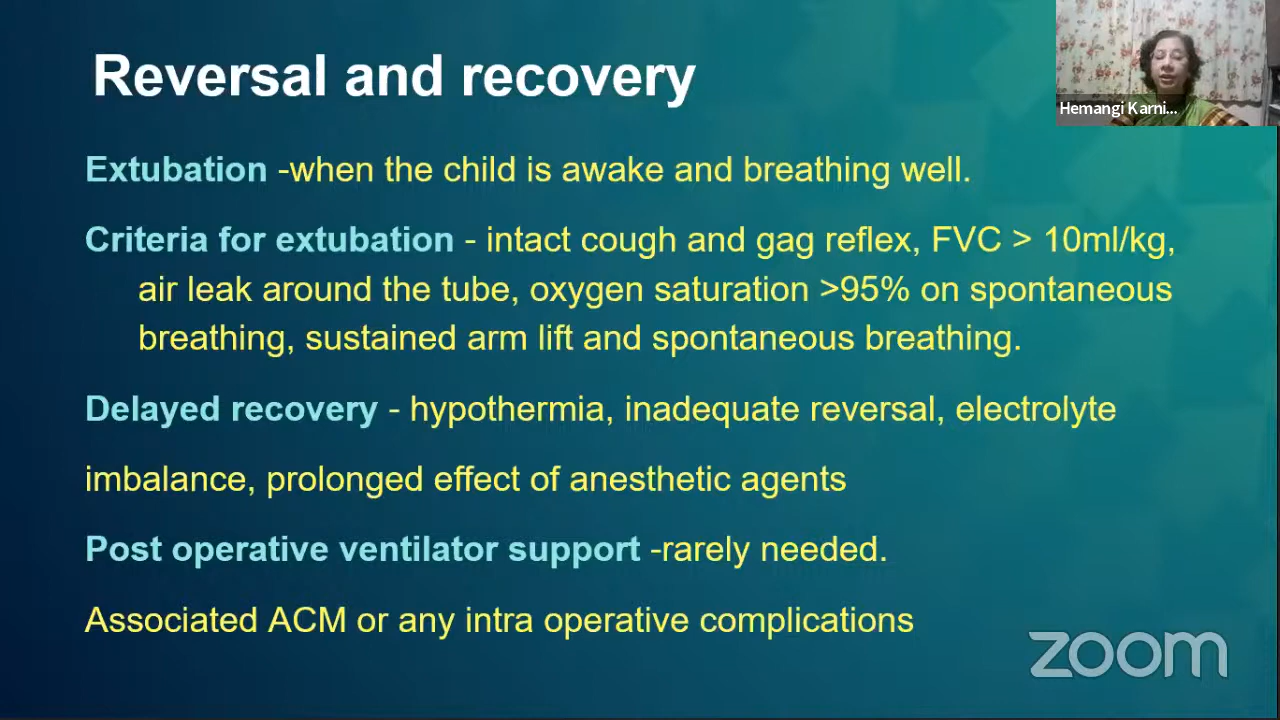 Reversal and recovery
Hemangi Karni...
Extubation -when the child is awake and breathing well.
Criteria for extubation - intact cough and gag reflex, FVC > 10ml/kg,
air leak around the tube, oxygen saturation >95% on spontaneous
breathing, sustained arm lift and spontaneous breathing.
Delayed recovery - hypothermia, inadequate reversal, electrolyte
imbalance, prolonged effect of anesthetic agents
Post operative ventilator support -rarely needed.
Associated ACM or any intra operative complications
zoom